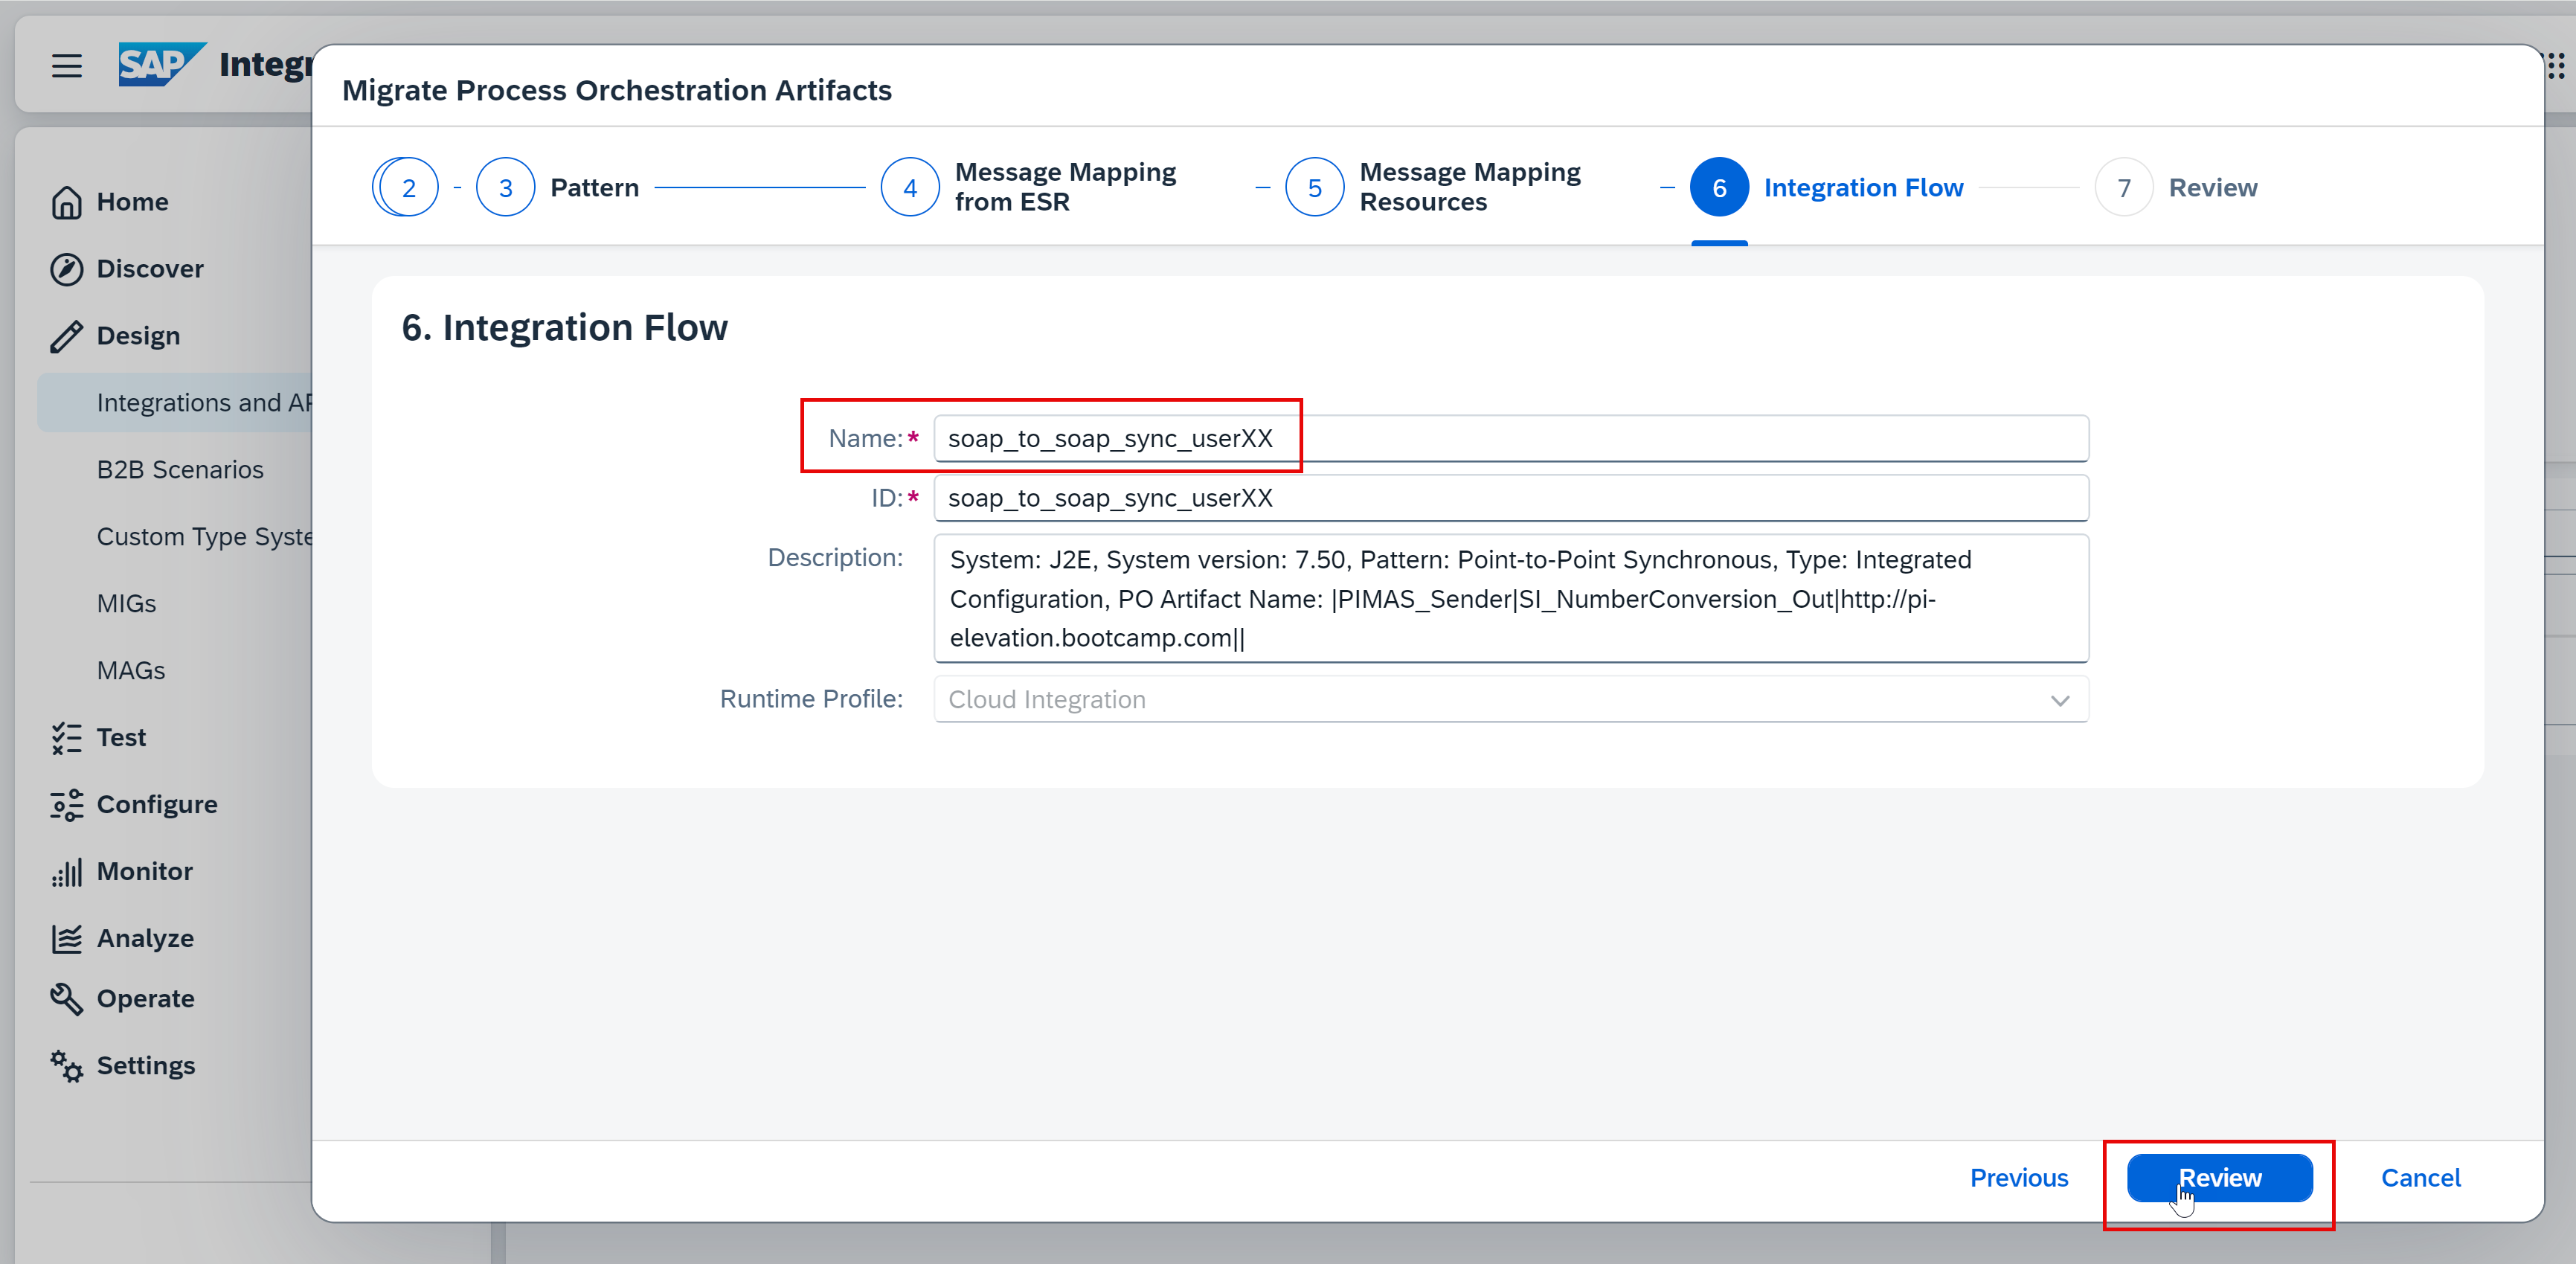 SAP Integr
Migrate Process Orchestration Artifacts
2
3 Pattern
4 Message Mapping
from ESR
5 Message Mapping
Resources
6 Integration Flow
7 Review
Home
Discover
Design
Integrations and AP
B2B Scenarios
Custom Type Syste
MIGs
MAGs
Test
Configure
Monitor
Analyze
Operate
Settings
6. Integration Flow
Name:* soap_to_soap_sync_userXX
ID:* soap_to_soap_sync_userXX
Description: System: J2E, System version: 7.50, Pattern: Point-to-Point Synchronous, Type: Integrated
Configuration, PO Artifact Name: |PIMAS_Sender|SI_NumberConversion_Out|http://pi-
elevation.bootcamp.com||
Runtime Profile: Cloud Integration
Previous
Review
Cancel